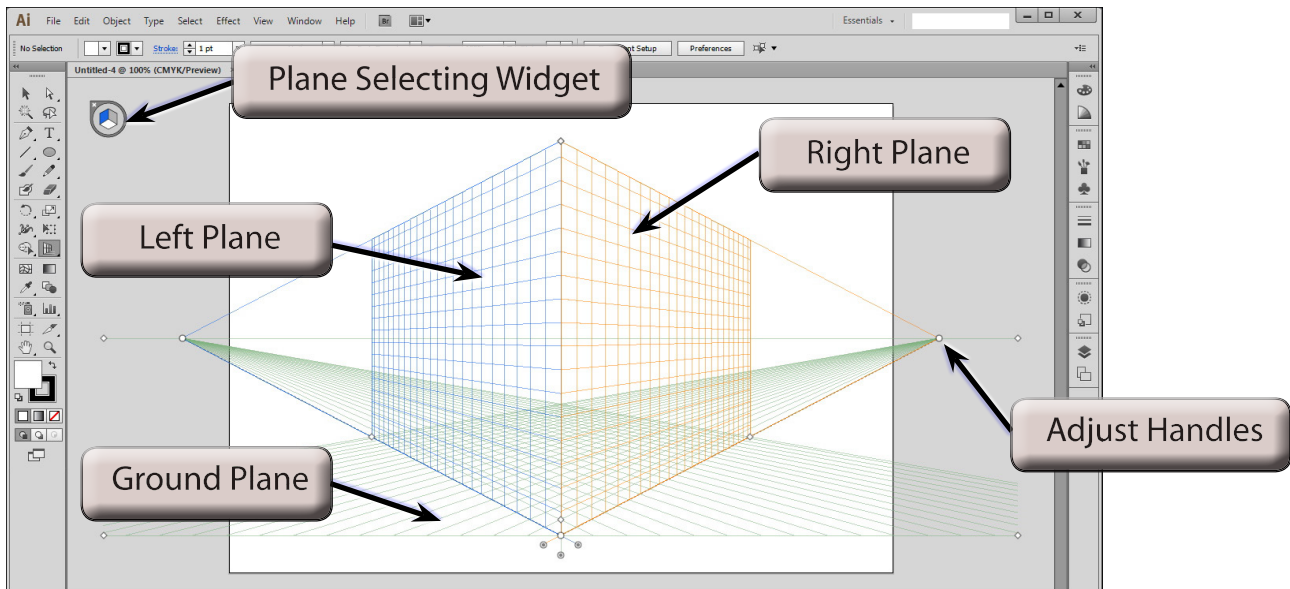 Ai File Edit Object Type Select Effect View Window Help Br Essentials
No Selection Stroke: 1 pt t Setup Preferences
Untitled-4 @ 100% (CMYK/Preview)
Plane Selecting Widget
Right Plane
Left Plane
Adjust Handles
Ground Plane